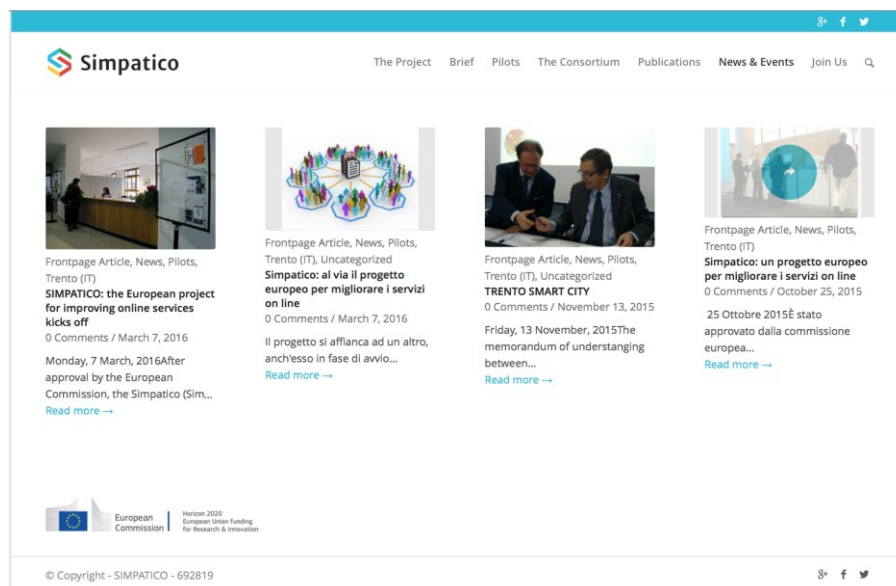 Simpatico
The Project Brief Pilots The Consortium Publications News & Events Join Us
Frontpage Article, News, Pilots,
Trento (IT)
SIMPATICO: the European project
for improving online services
kicks off
0 Comments / March 7, 2016
Monday, 7 March, 2016After
approval by the European
Commission, the Simpatico (Sim...
Read more →
Frontpage Article, News, Pilots,
Trento (IT), Uncategorized
Simpatico: al via il progetto
europeo per migliorare i servizi
on line
0 Comments / March 7, 2016
Il progetto si affianca ad un altro,
anch'esso in fase di avvio...
Read more →
Frontpage Article, News, Pilots,
Trento (IT), Uncategorized
TRENTO SMART CITY
0 Comments / November 13, 2015
Friday, 13 November, 2015The
memorandum of understanging
between...
Read more →
Frontpage Article, News, Pilots,
Trento (IT)
Simpatico: un progetto europeo
per migliorare i servizi on line
0 Comments / October 25, 2015
25 Ottobre 2015È stato
approvato dalla commissione
europea...
Read more →
European
Commission
Horizon 2020
European Union funding
for Research & Innovation
© Copyright - SIMPATICO - 692819